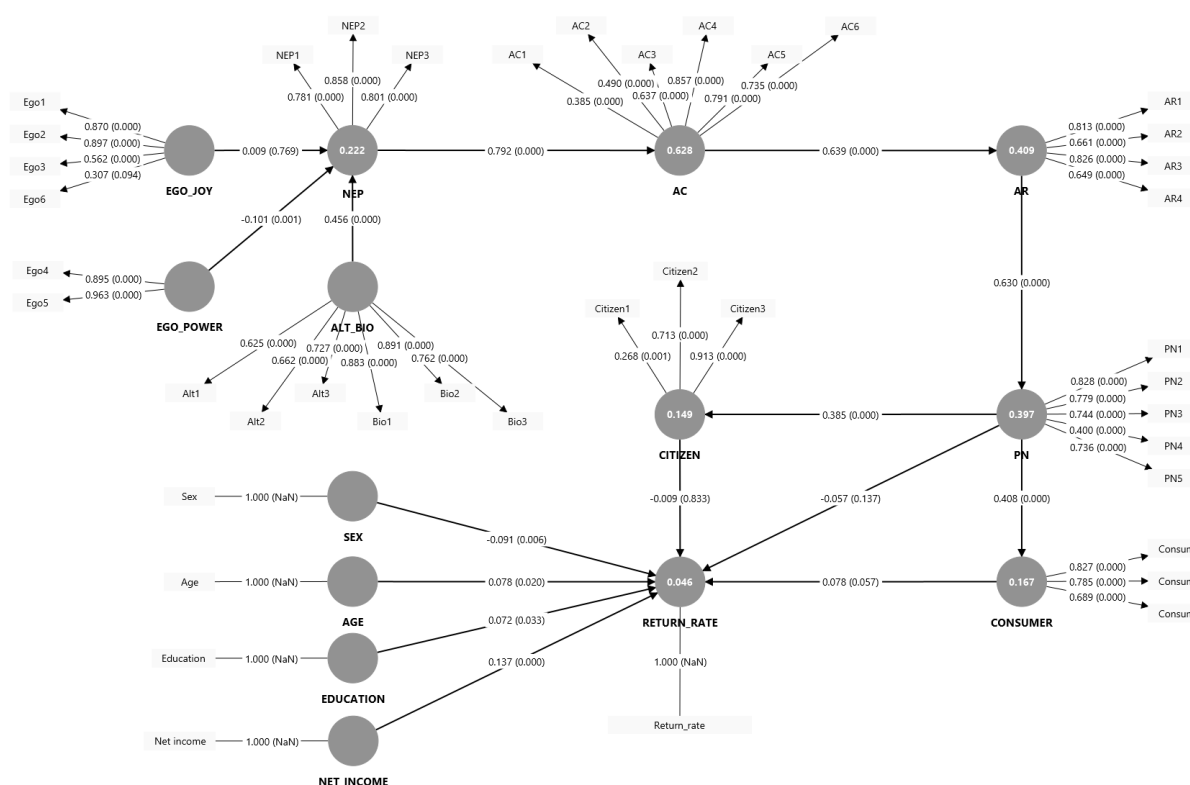 NEP2
NEP1
NEP3
0.858 (0.000)
0.781 (0.000)
0.801 (0.000)
AC2
AC4
AC6
AC1
AC3
AC5
0.857 (0.000)
0.735 (0.000)
0.490 (0.000)
0.637 (0.000)
0.791 (0.000)
0.385 (0.000)
Ego1
Ego2
Ego3
Ego6
0.870 (0.000)
0.897 (0.000)
0.562 (0.000)
0.307 (0.094)
EGO_JOY
0.009 (0.769)
0.222
NEP
0.792 (0.000)
0.628
AC
0.639 (0.000)
0.409
AR
0.813 (0.000)
0.661 (0.000)
0.826 (0.000)
0.649 (0.000)
AR1
AR2
AR3
AR4
-0.101 (0.001)
0.456 (0.000)
Ego4
Ego5
0.895 (0.000)
0.963 (0.000)
EGO_POWER
ALT_BIO
0.625 (0.000)
0.662 (0.000)
0.727 (0.000)
0.883 (0.000)
0.891 (0.000)
0.762 (0.000)
Alt1
Alt2
Alt3
Bio1
Bio2
Bio3
Citizen2
Citizen1
Citizen3
0.713 (0.000)
0.268 (0.001)
0.913 (0.000)
0.630 (0.000)
0.149
CITIZEN
0.385 (0.000)
0.397
PN
0.828 (0.000)
0.779 (0.000)
0.744 (0.000)
0.400 (0.000)
0.736 (0.000)
PN1
PN2
PN3
PN4
PN5
-0.009 (0.833)
-0.057 (0.137)
0.408 (0.000)
Sex
1.000 (NaN)
SEX
-0.091 (0.006)
Age
1.000 (NaN)
AGE
0.078 (0.020)
0.046
RETURN_RATE
0.078 (0.057)
0.167
CONSUMER
0.827 (0.000)
0.785 (0.000)
0.689 (0.000)
Consum
Consum
Consum
Education
1.000 (NaN)
EDUCATION
0.072 (0.033)
0.137 (0.000)
1.000 (NaN)
Return_rate
Net income
1.000 (NaN)
NET_INCOME